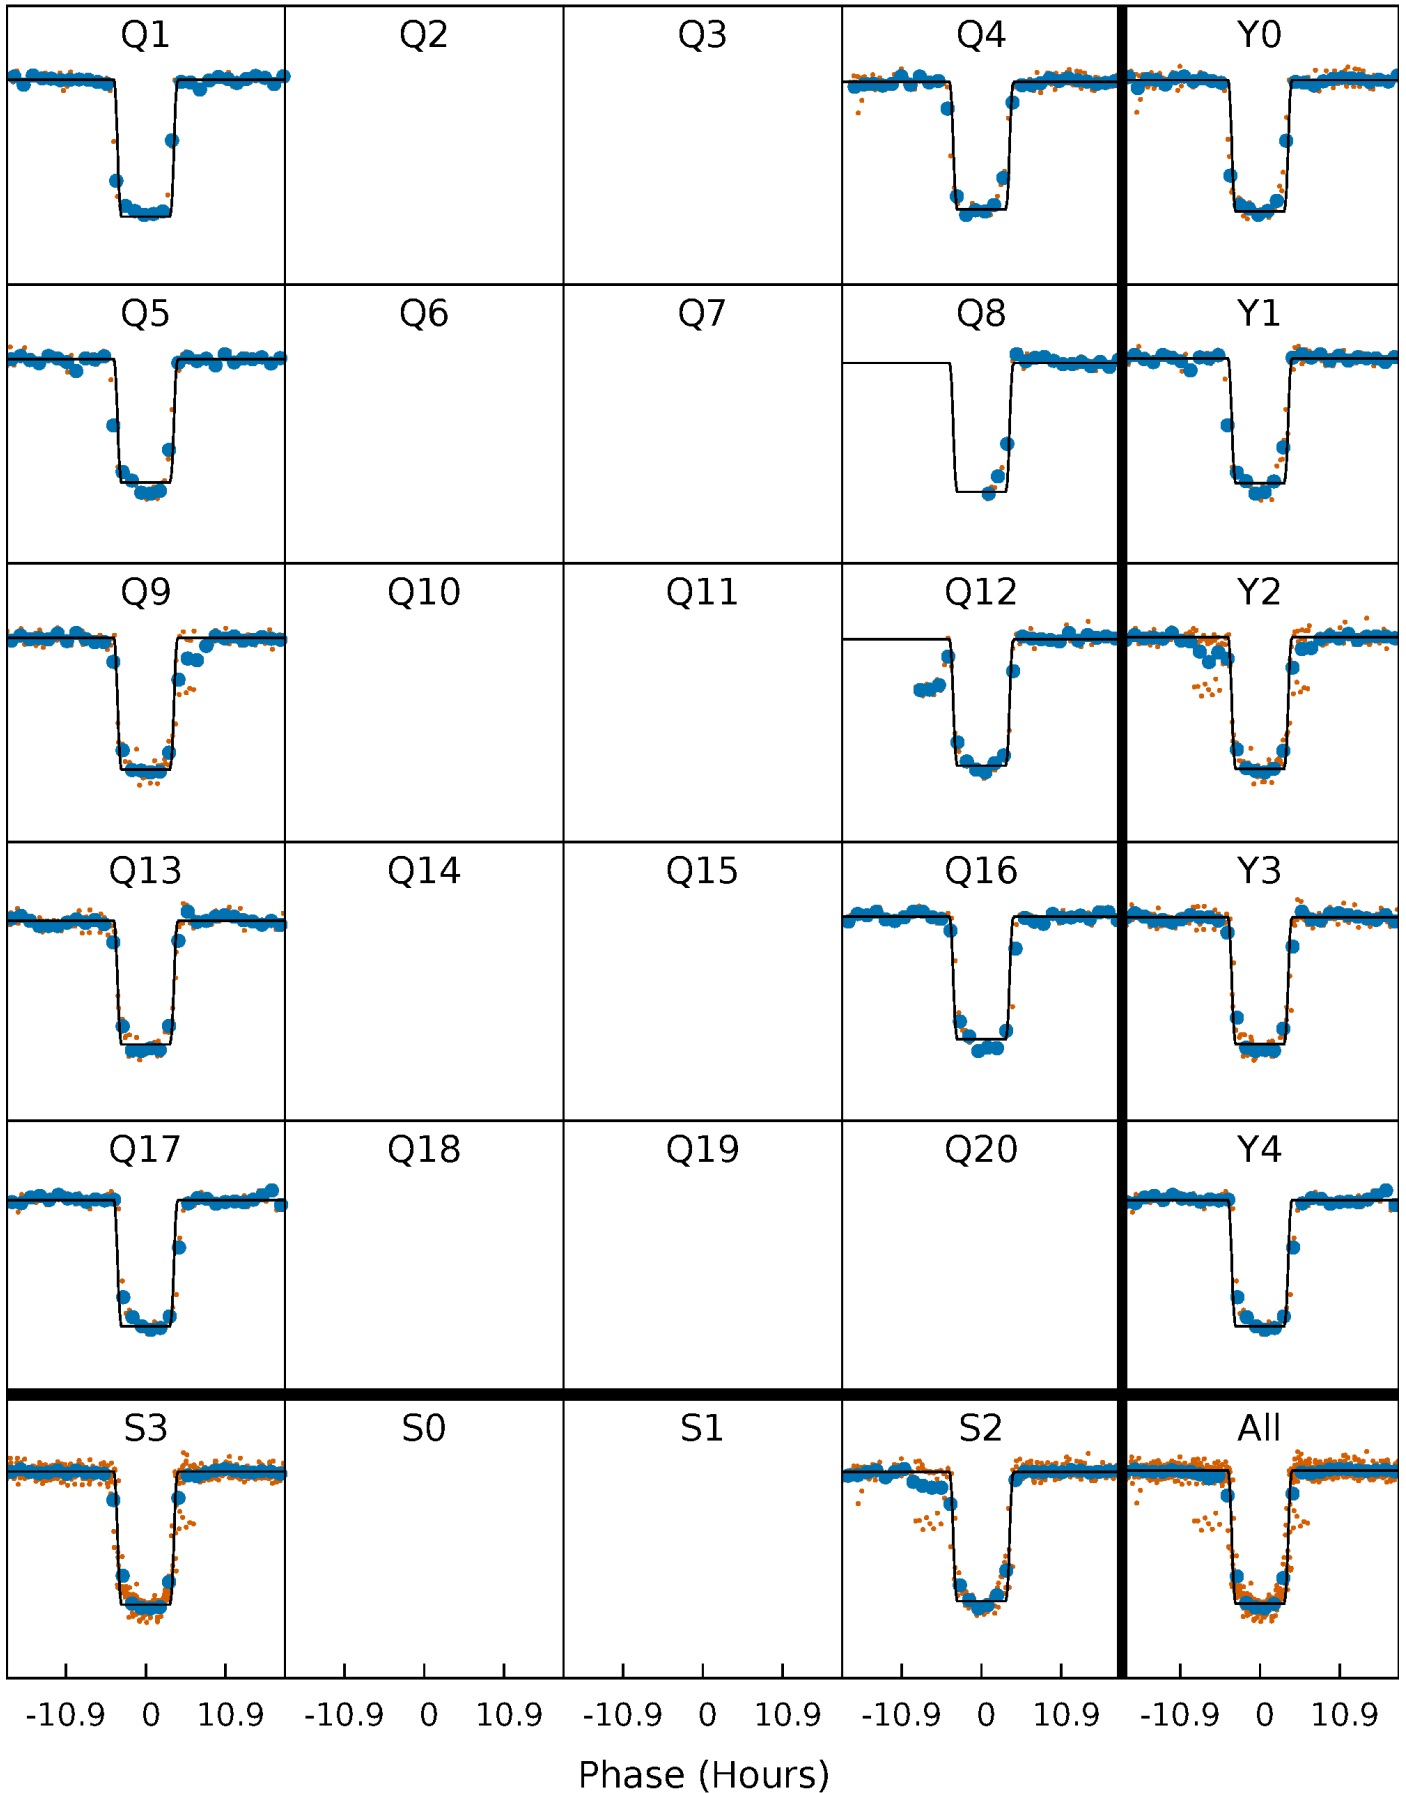 Q1 Q2 Q3 Q4 Y0
Q5 Q6 Q7 Q8 Y1
Q9 Q10 Q11 Q12 Y2
Q13 Q14 Q15 Q16 Y3
Q17 Q18 Q19 Q20 Y4
S3 S0 S1 S2 All
-10.9 0 10.9 -10.9 0 10.9 -10.9 0 10.9 -10.9 0 10.9 -10.9 0 10.9
Phase (Hours)